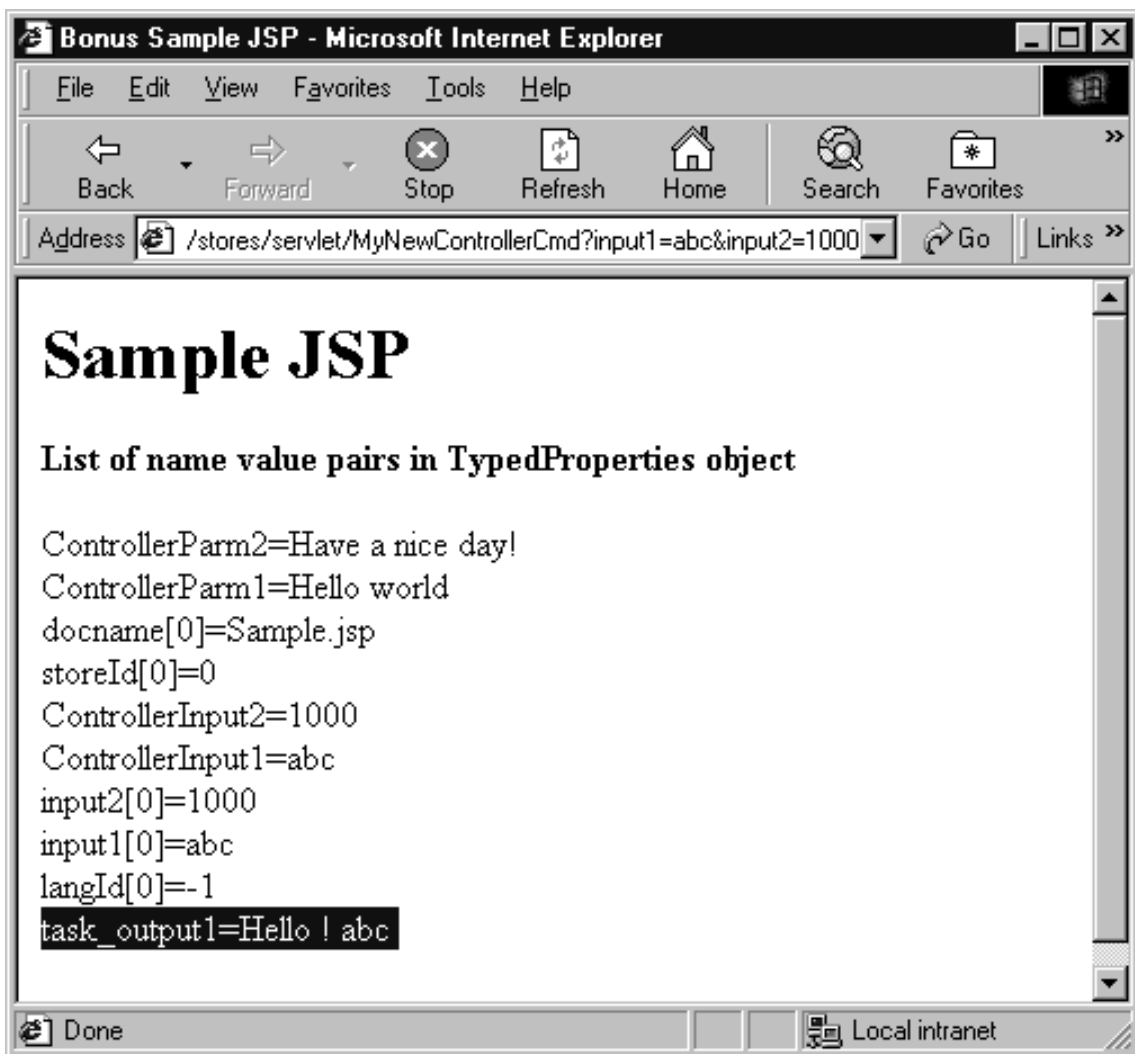 Bonus Sample JSP - Microsoft Internet Explorer
File Edit View Favorites Tools Help
Back Forward Stop Refresh Home Search Favorites »
Address /stores/servlet/MyNewControllerCmd?input1=abc&input2=1000 Go Links »
Sample JSP
List of name value pairs in TypedProperties object
ControllerParm2=Have a nice day!
ControllerParm1=Hello world
docname[0]=Sample.jsp
storeId[0]=0
ControllerInput2=1000
ControllerInput1=abc
input2[0]=1000
input1[0]=abc
langId[0]=-1
task_output1=Hello ! abc
Done Local intranet